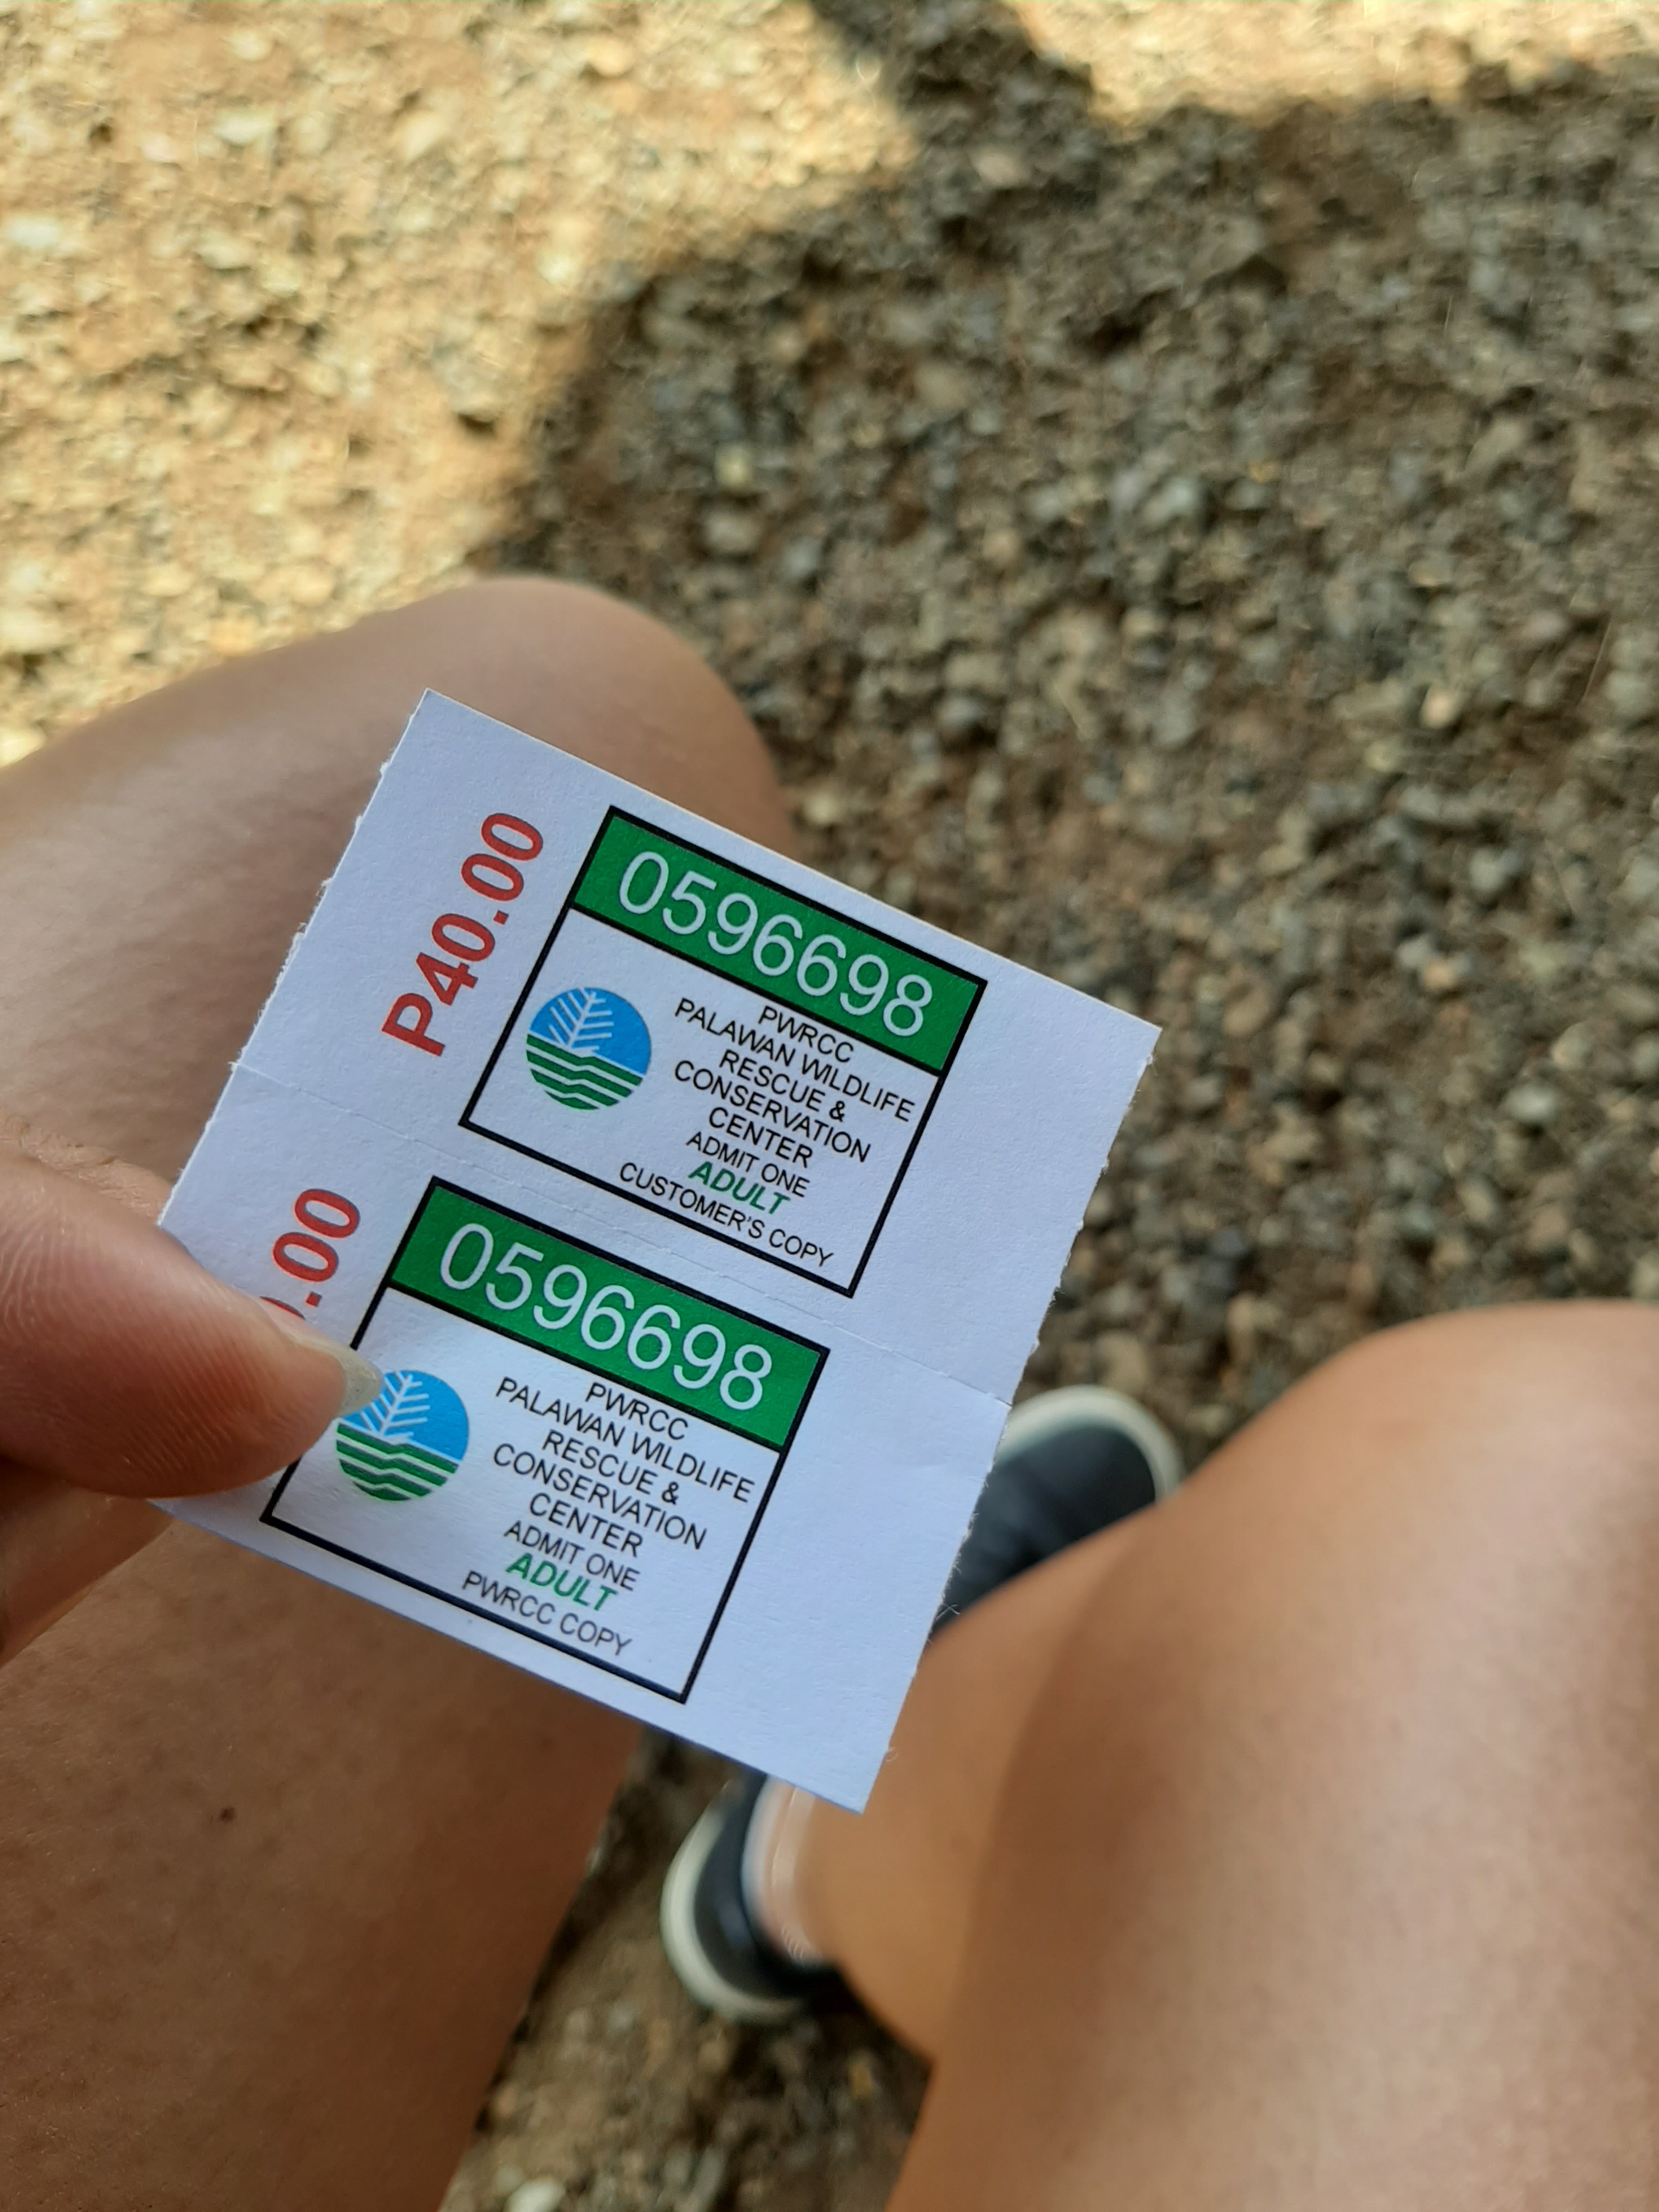 P40.00
0596698
PWRCC
PALAWAN WILDLIFE
RESCUE &
CONSERVATION
CENTER
ADMIT ONE
ADULT
CUSTOMER'S COPY
.00
0596698
PWRCC
PALAWAN WILDLIFE
RESCUE &
CONSERVATION
CENTER
ADMIT ONE
ADULT
PWRCC COPY